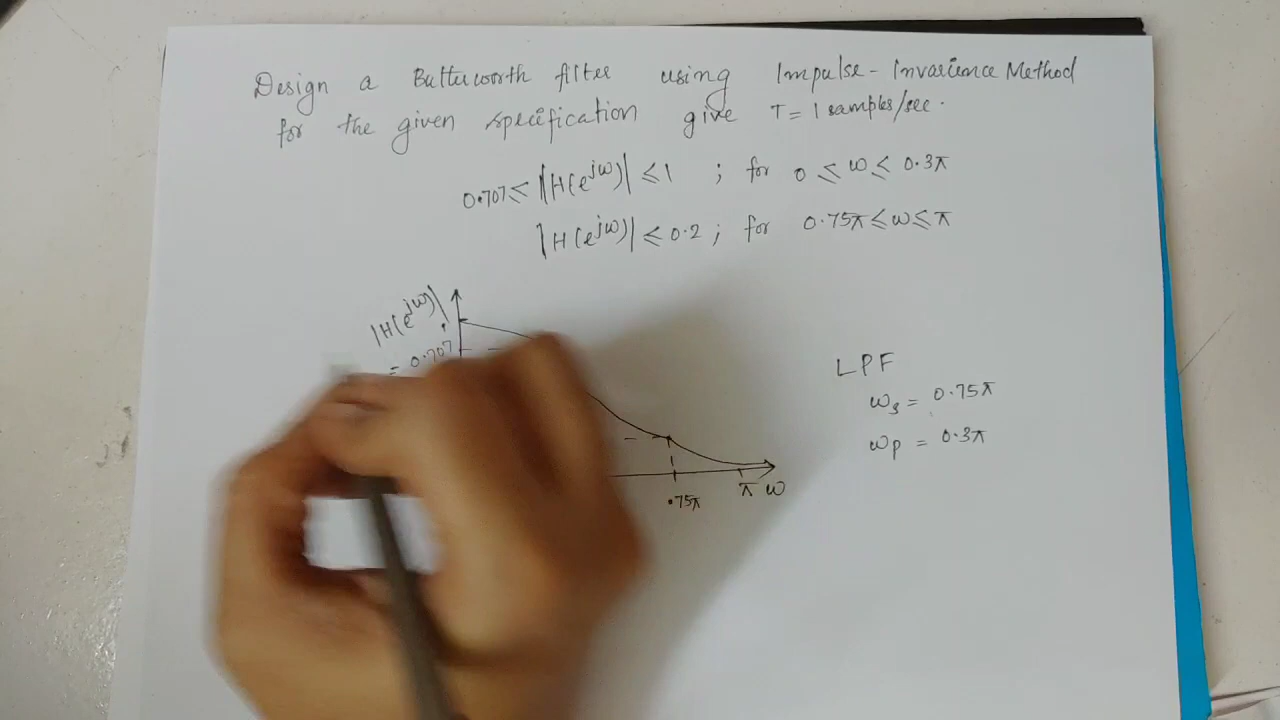 Design a Butterworth filter using Impulse-Invarience Method
for the given specification give T = 1 samples/sec.
0.707 ≤ |H(e^jω)| ≤ 1 ; for 0 ≤ ω ≤ 0.3π
|H(e^jω)| ≤ 0.2 ; for 0.75π ≤ ω ≤ π
|H(e^jω)|
= 0.707
LPF
ωs = 0.75π
ωp = 0.3π
.75π π ω